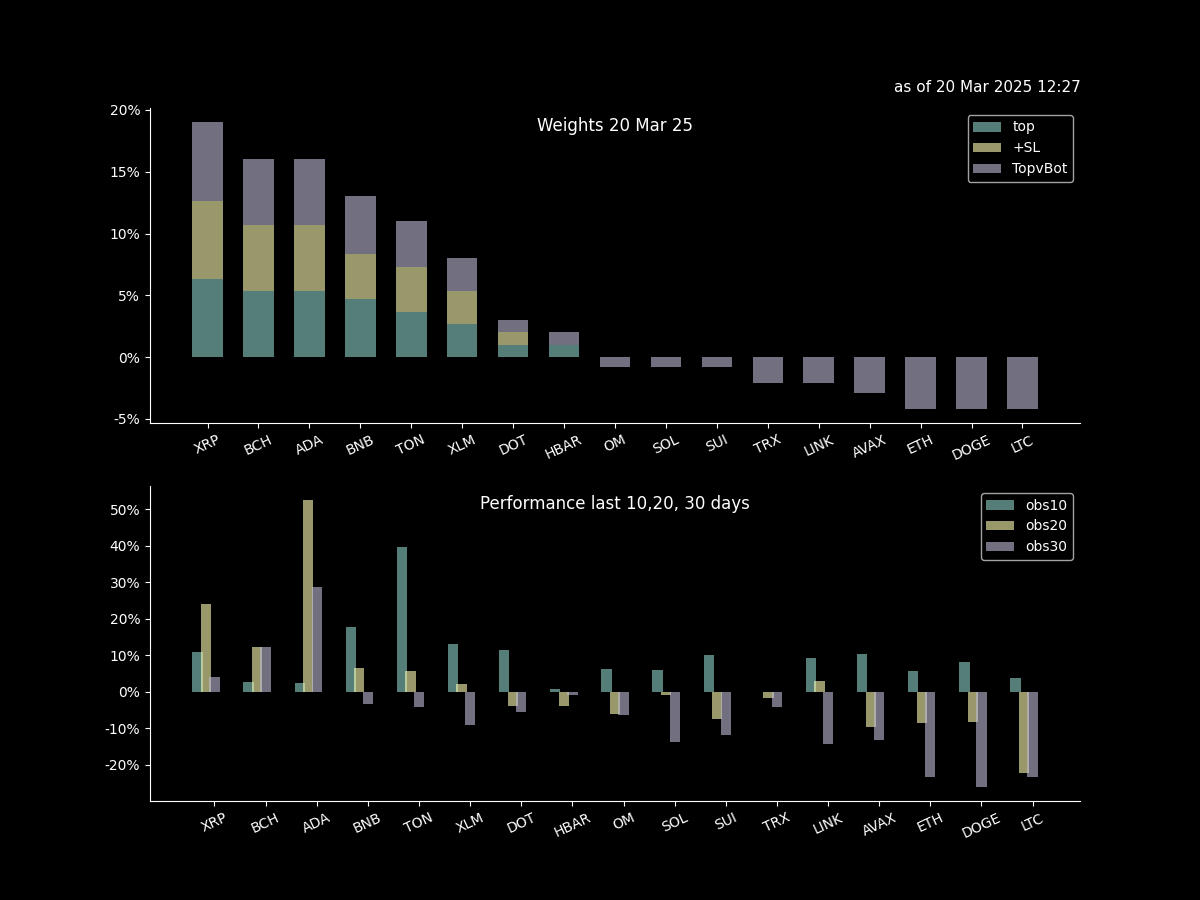 as of 20 Mar 2025 12:27
Weights 20 Mar 25
top
+SL
TopvBot
20%
15%
10%
5%
0%
-5%
XRP BCH ADA BNB TON XLM DOT HBAR OM SOL SUI TRX LINK AVAX ETH DOGE LTC
Performance last 10,20, 30 days
obs10
obs20
obs30
50%
40%
30%
20%
10%
0%
-10%
-20%
XRP BCH ADA BNB TON XLM DOT HBAR OM SOL SUI TRX LINK AVAX ETH DOGE LTC